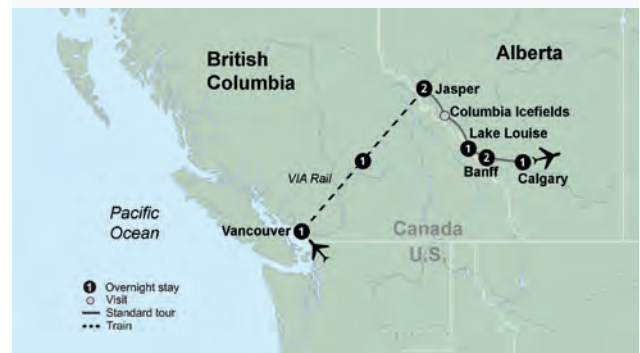 British
Columbia
Alberta
2
Jasper
Columbia Icefields
Lake Louise
1
2
Banff
1
Calgary
1
VIA Rail
Pacific
Ocean
Vancouver
1
Canada
U.S.
1 Overnight stay
Visit
Standard tour
Train